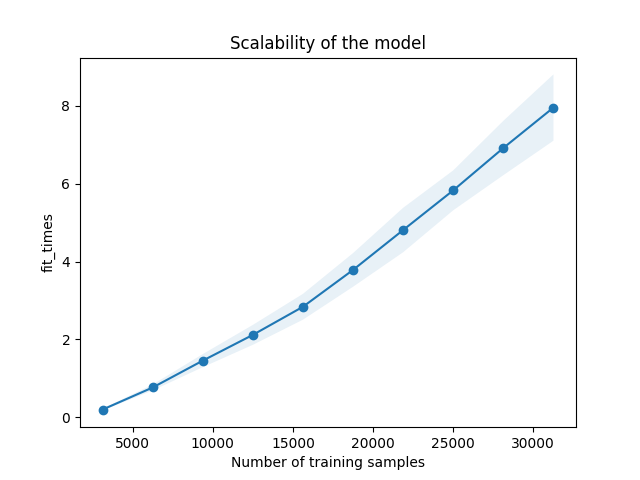 Scalability of the model
fit_times
8
6
4
2
0
5000 10000 15000 20000 25000 30000
Number of training samples